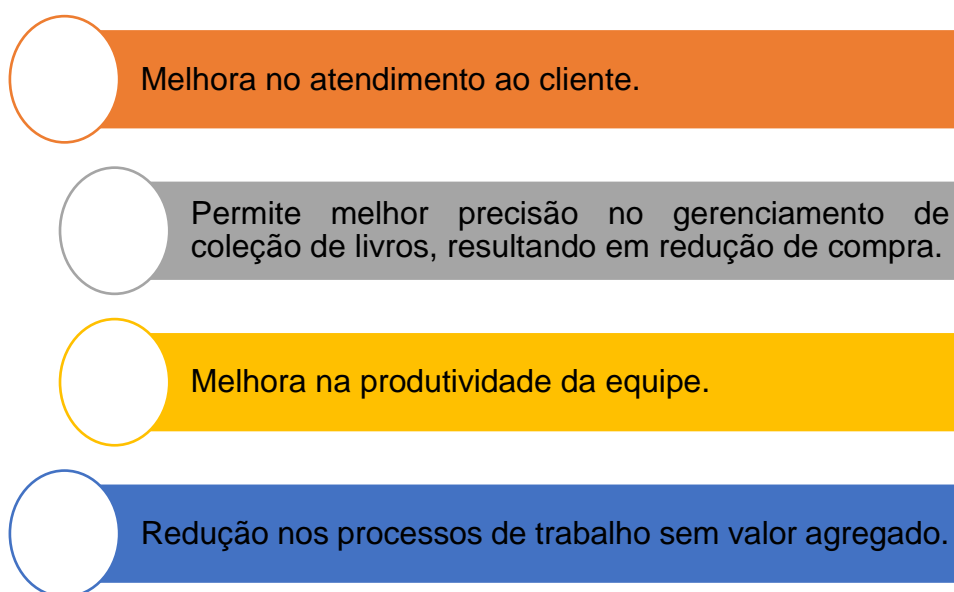 Melhora no atendimento ao cliente.
Permite melhor precisão no gerenciamento de
coleção de livros, resultando em redução de compra.
Melhora na produtividade da equipe.
Redução nos processos de trabalho sem valor agregado.